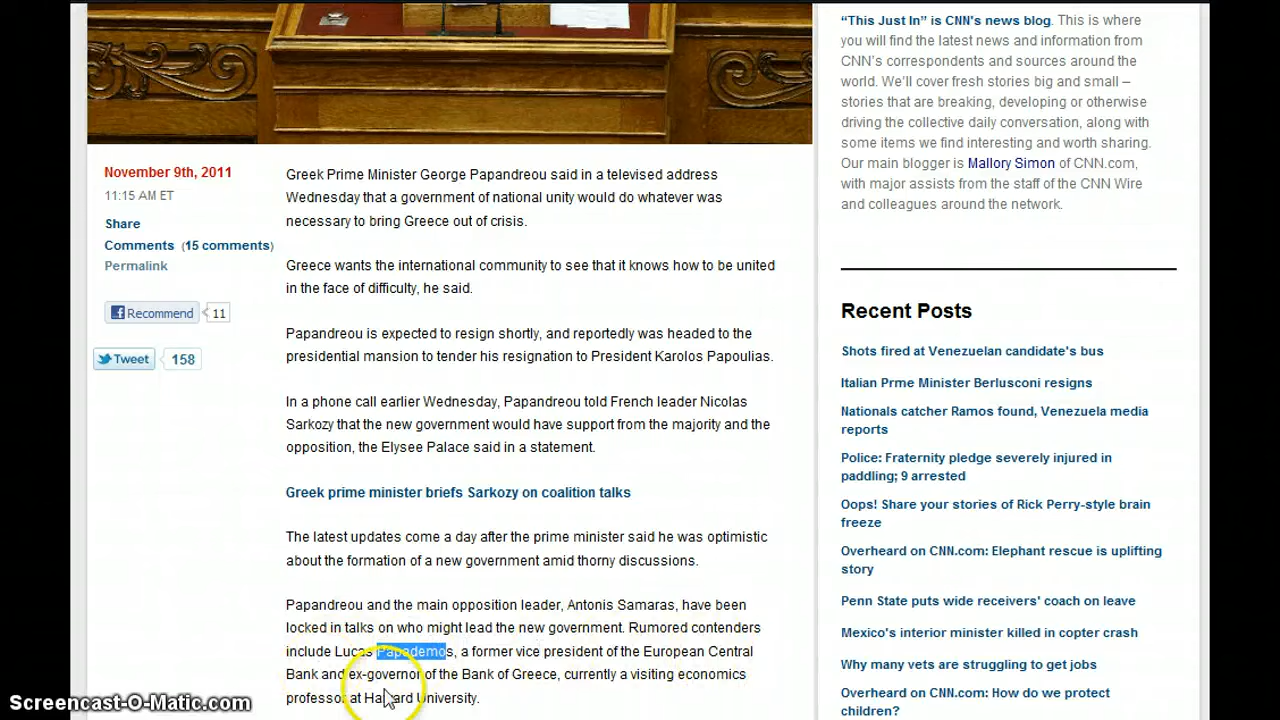 November 9th, 2011
11:15 AM ET
Share
Comments (15 comments)
Permalink
Recommend 11
Tweet 158
Greek Prime Minister George Papandreou said in a televised address
Wednesday that a government of national unity would do whatever was
necessary to bring Greece out of crisis.
Greece wants the international community to see that it knows how to be united
in the face of difficulty, he said.
Papandreou is expected to resign shortly, and reportedly was headed to the
presidential mansion to tender his resignation to President Karolos Papoulias.
In a phone call earlier Wednesday, Papandreou told French leader Nicolas
Sarkozy that the new government would have support from the majority and the
opposition, the Elysee Palace said in a statement.
Greek prime minister briefs Sarkozy on coalition talks
The latest updates come a day after the prime minister said he was optimistic
about the formation of a new government amid thorny discussions.
Papandreou and the main opposition leader, Antonis Samaras, have been
locked in talks on who might lead the new government. Rumored contenders
include Lucas Papademos, a former vice president of the European Central
Bank and ex-governor of the Bank of Greece, currently a visiting economics
professor at Harvard University.
“This Just In” is CNN's news blog. This is where
you will find the latest news and information from
CNN’s correspondents and sources around the
world. We’ll cover fresh stories big and small –
stories that are breaking, developing or otherwise
driving the collective daily conversation, along with
some items we find interesting and worth sharing.
Our main blogger is Mallory Simon of CNN.com,
with major assists from the staff of the CNN Wire
and colleagues around the network.
Recent Posts
Shots fired at Venezuelan candidate's bus
Italian Prme Minister Berlusconi resigns
Nationals catcher Ramos found, Venezuela media
reports
Police: Fraternity pledge severely injured in
paddling; 9 arrested
Oops! Share your stories of Rick Perry-style brain
freeze
Overheard on CNN.com: Elephant rescue is uplifting
story
Penn State puts wide receivers' coach on leave
Mexico's interior minister killed in copter crash
Why many vets are struggling to get jobs
Overheard on CNN.com: How do we protect
children?
Screencast-O-Matic.com